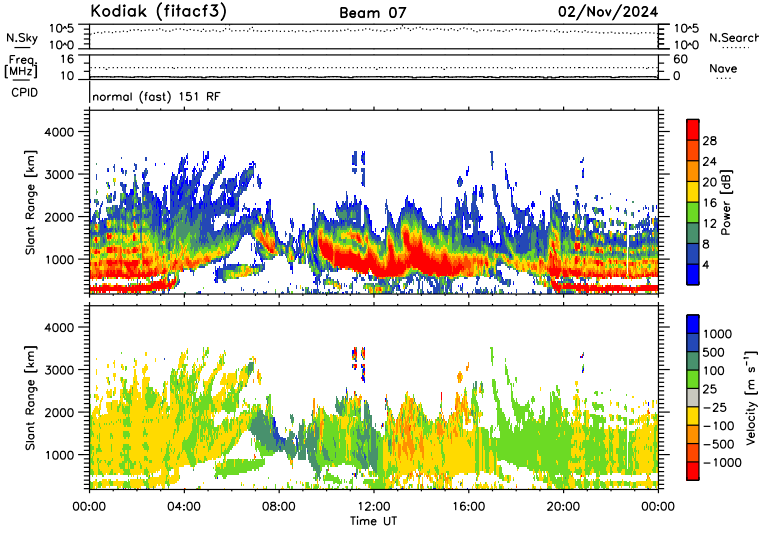 Kodiak (fitacf3) Beam 07 02/Nov/2024
N.Sky 10^5 10^5 N.Search
10^0 10^0
Freq. [MHz] 16 60 Nave
10 0
CPID normal (fast) 151 RF
Slant Range [km]
4000
3000
2000
1000
28
24
20
16
12
8
4
Power [dB]
Slant Range [km]
4000
3000
2000
1000
1000
500
100
25
-25
-100
-500
-1000
Velocity [m s⁻¹]
00:00 04:00 08:00 12:00 16:00 20:00 00:00
Time UT